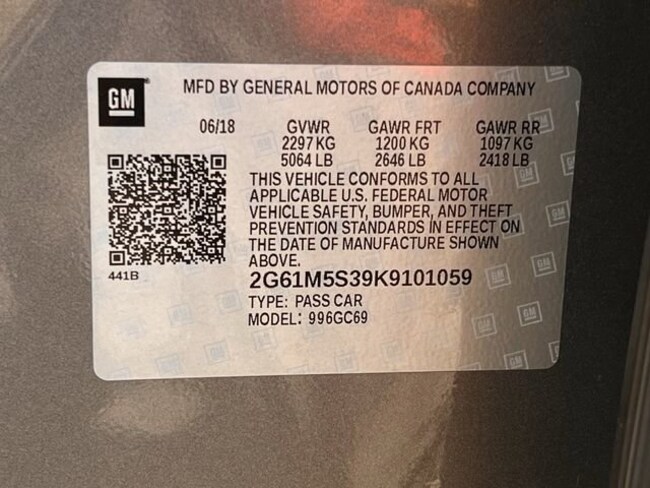 GM
MFD BY GENERAL MOTORS OF CANADA COMPANY
06/18 GVWR GAWR FRT GAWR RR
2297 KG 1200 KG 1097 KG
5064 LB 2646 LB 2418 LB
THIS VEHICLE CONFORMS TO ALL
APPLICABLE U.S. FEDERAL MOTOR
VEHICLE SAFETY, BUMPER, AND THEFT
PREVENTION STANDARDS IN EFFECT ON
THE DATE OF MANUFACTURE SHOWN
ABOVE.
441B
2G61M5S39K9101059
TYPE: PASS CAR
MODEL: 996GC69